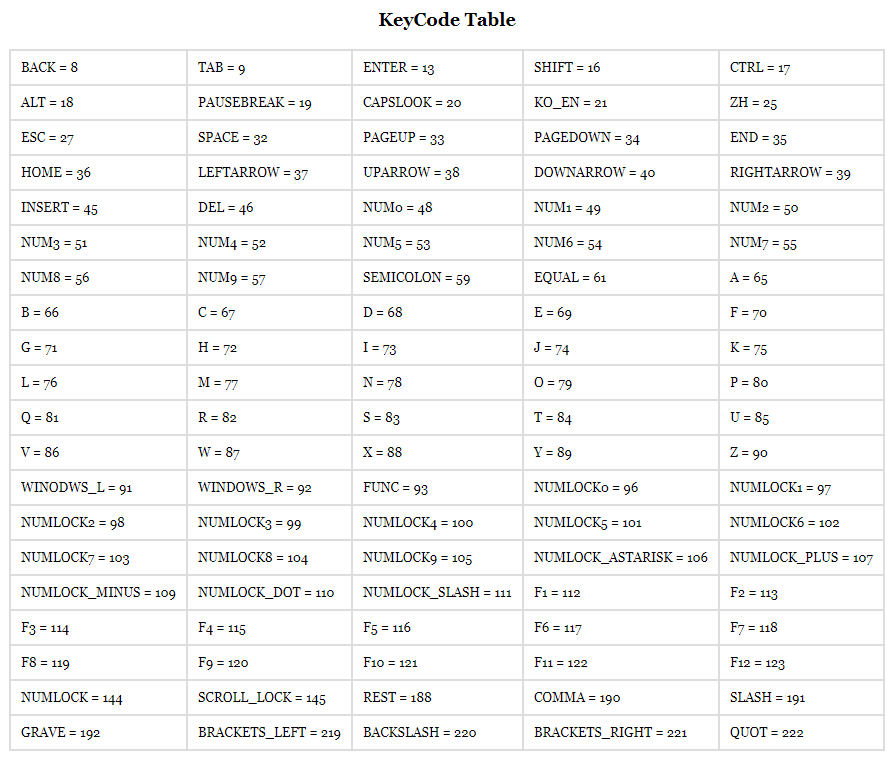 KeyCode Table
BACK = 8 TAB = 9 ENTER = 13 SHIFT = 16 CTRL = 17
ALT = 18 PAUSEBREAK = 19 CAPSLOOK = 20 KO_EN = 21 ZH = 25
ESC = 27 SPACE = 32 PAGEUP = 33 PAGEDOWN = 34 END = 35
HOME = 36 LEFTARROW = 37 UPARROW = 38 DOWNARROW = 40 RIGHTARROW = 39
INSERT = 45 DEL = 46 NUM0 = 48 NUM1 = 49 NUM2 = 50
NUM3 = 51 NUM4 = 52 NUM5 = 53 NUM6 = 54 NUM7 = 55
NUM8 = 56 NUM9 = 57 SEMICOLON = 59 EQUAL = 61 A = 65
B = 66 C = 67 D = 68 E = 69 F = 70
G = 71 H = 72 I = 73 J = 74 K = 75
L = 76 M = 77 N = 78 O = 79 P = 80
Q = 81 R = 82 S = 83 T = 84 U = 85
V = 86 W = 87 X = 88 Y = 89 Z = 90
WINODWS_L = 91 WINDOWS_R = 92 FUNC = 93 NUMLOCK0 = 96 NUMLOCK1 = 97
NUMLOCK2 = 98 NUMLOCK3 = 99 NUMLOCK4 = 100 NUMLOCK5 = 101 NUMLOCK6 = 102
NUMLOCK7 = 103 NUMLOCK8 = 104 NUMLOCK9 = 105 NUMLOCK_ASTARISK = 106 NUMLOCK_PLUS = 107
NUMLOCK_MINUS = 109 NUMLOCK_DOT = 110 NUMLOCK_SLASH = 111 F1 = 112 F2 = 113
F3 = 114 F4 = 115 F5 = 116 F6 = 117 F7 = 118
F8 = 119 F9 = 120 F10 = 121 F11 = 122 F12 = 123
NUMLOCK = 144 SCROLL_LOCK = 145 REST = 188 COMMA = 190 SLASH = 191
GRAVE = 192 BRACKETS_LEFT = 219 BACKSLASH = 220 BRACKETS_RIGHT = 221 QUOT = 222